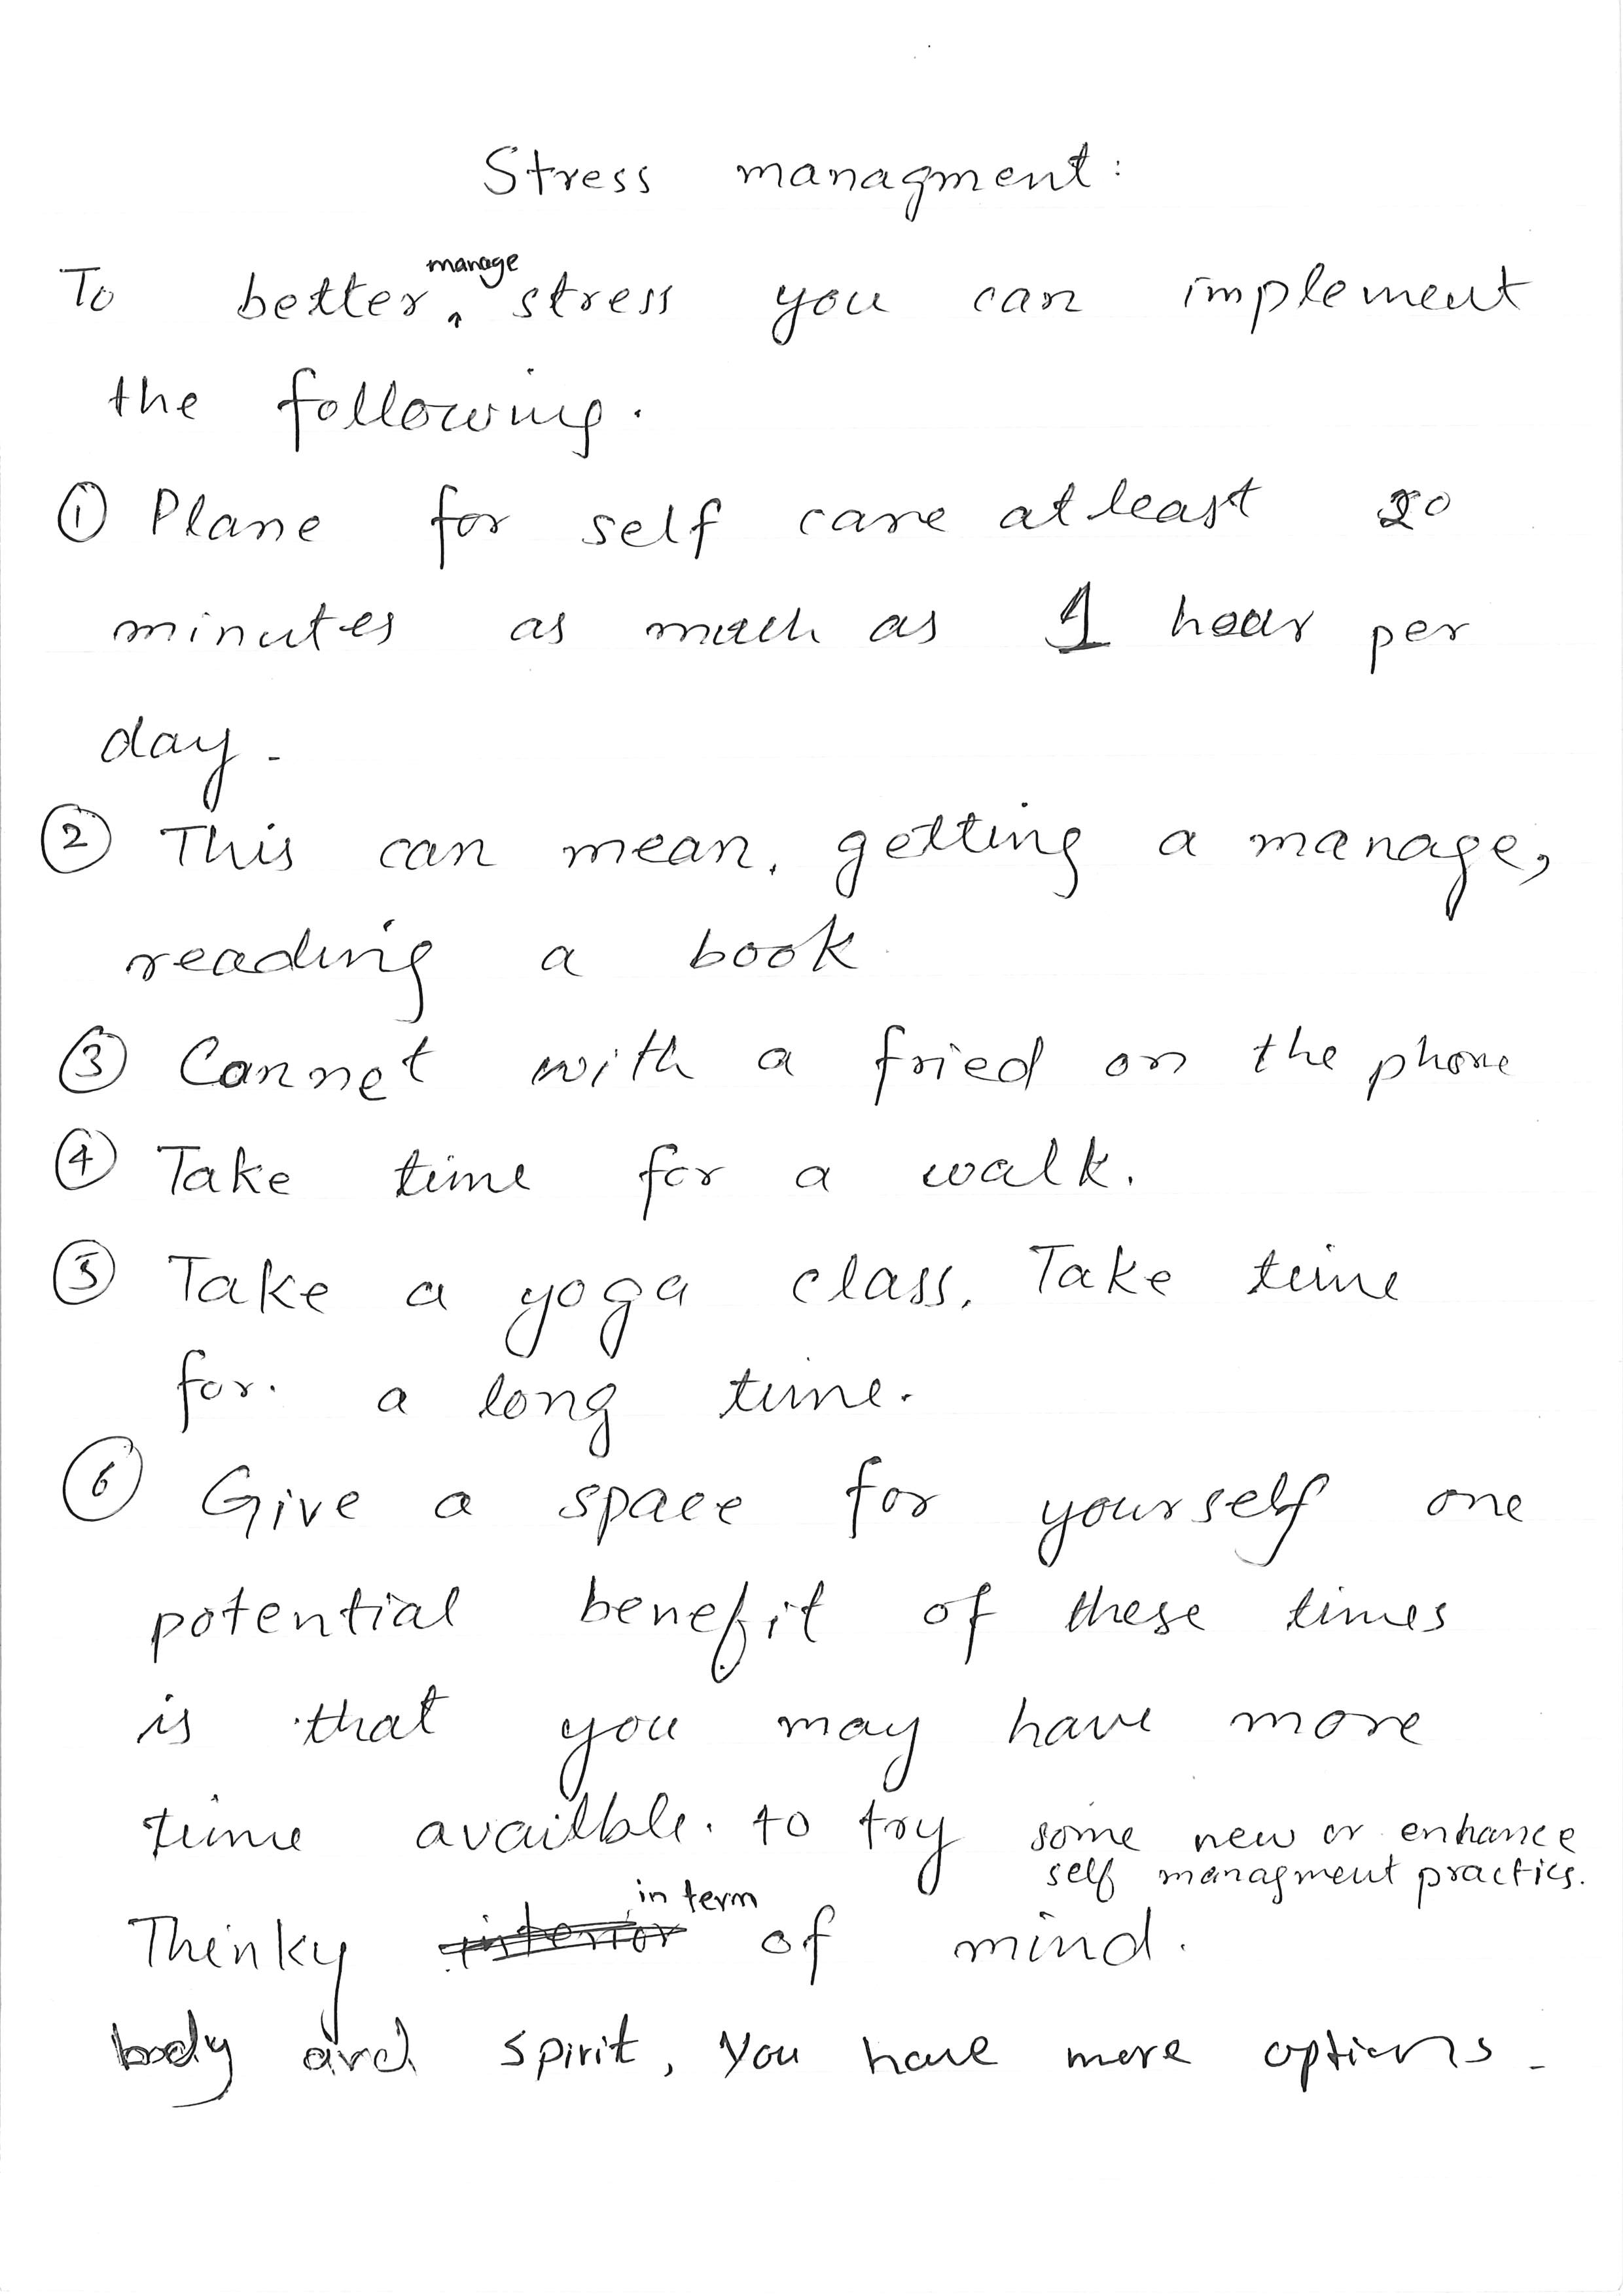 Stress managment:
To better manage stress you can implement
the following.
① Plane for self care at least 20
minutes as much as 1 hour per
day.
② This can mean, getting a manage,
reading a book
③ Connet with a fried on the phone
④ Take time for a walk.
⑤ Take a yoga class. Take time
for. a long time.
⑥ Give a space for yourself one
potential benefit of these times
is that you may have more
time availble. to try some new or enhance
self managment practics.
Thinky in term of mind.
body and spirit, you have more options.